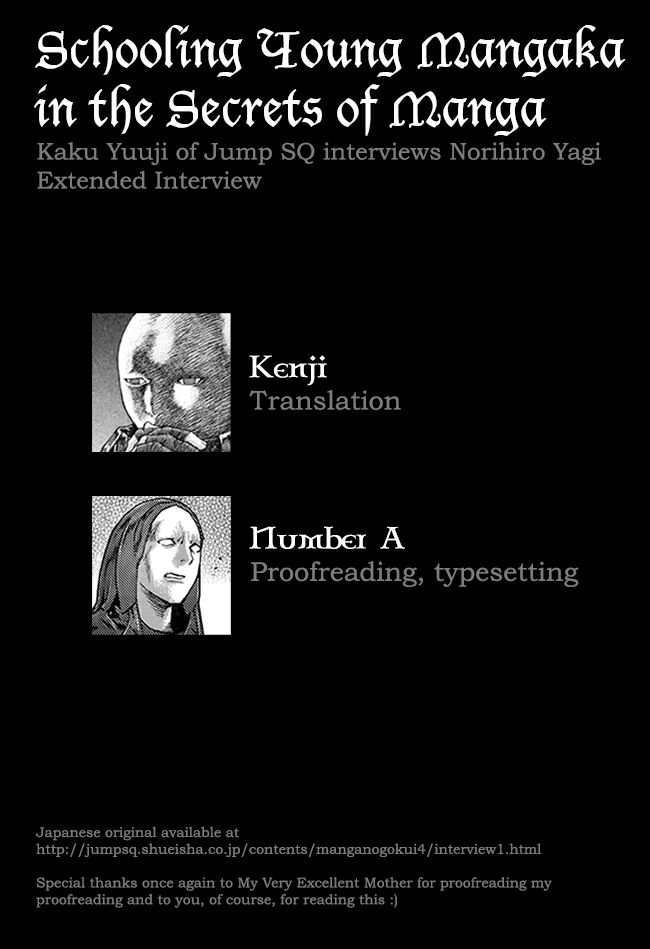 Schooling Young Mangaka
in the Secrets of Manga
Kaku Yuuji of Jump SQ interviews Norihiro Yagi
Extended Interview
Kenji
Translation
Number A
Proofreading, typesetting
Japanese original available at
http://jumpsq.shueisha.co.jp/contents/manganogokui4/interview1.html
Special thanks once again to My Very Excellent Mother for proofreading my
proofreading and to you, of course, for reading this :)